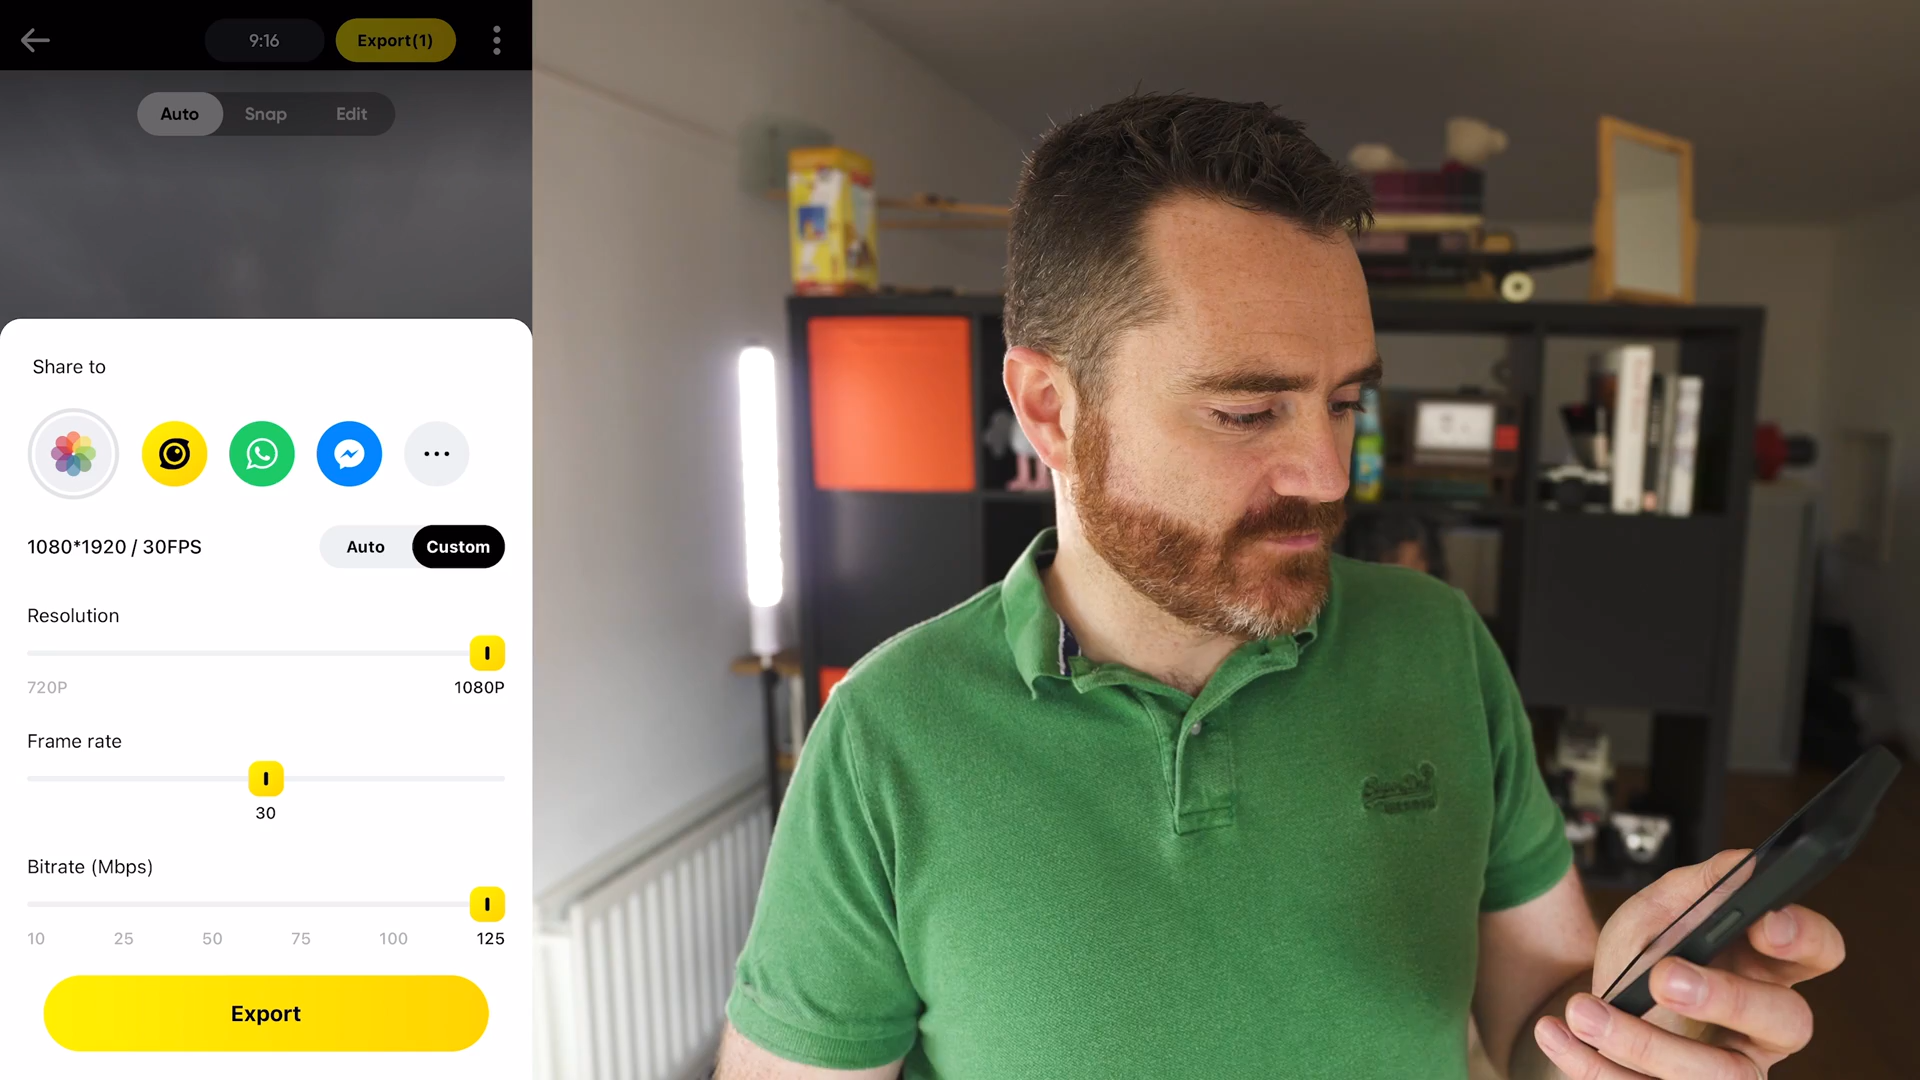 9:16
Export(1)
Auto
Snap
Edit
Share to
1080*1920 / 30FPS
Auto
Custom
Resolution
720P
1080P
Frame rate
30
Bitrate (Mbps)
10
25
50
75
100
125
Export